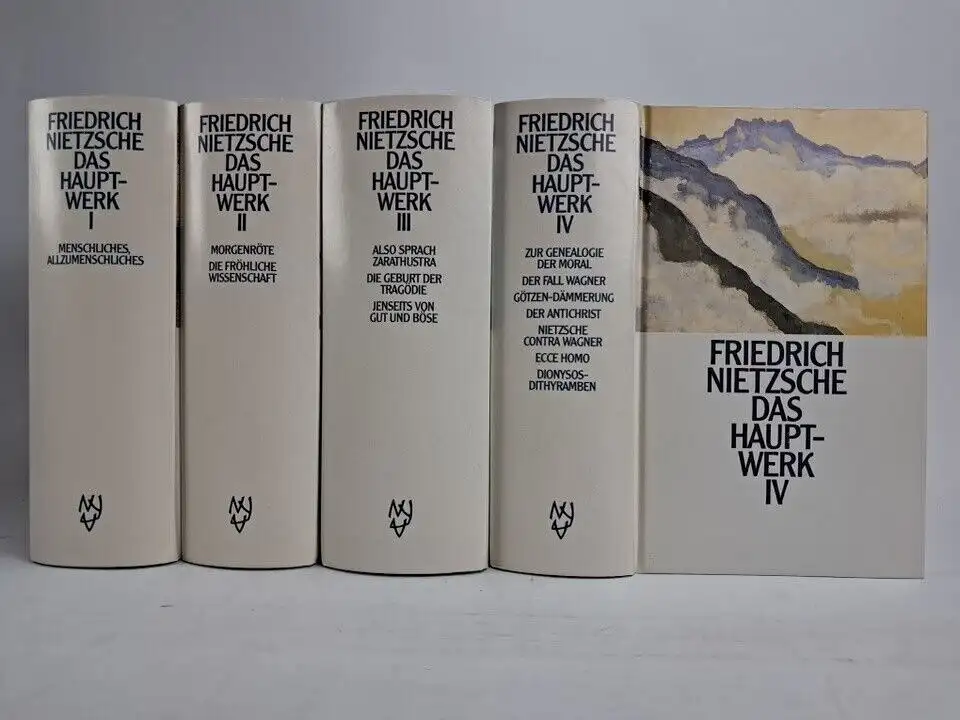 FRIEDRICH
NIETZSCHE
DAS
HAUPT-
WERK
I
MENSCHLICHES,
ALLZUMENSCHLICHES
FRIEDRICH
NIETZSCHE
DAS
HAUPT-
WERK
II
MORGENRÖTE
DIE FRÖHLICHE
WISSENSCHAFT
FRIEDRICH
NIETZSCHE
DAS
HAUPT-
WERK
III
ALSO SPRACH
ZARATHUSTRA
DIE GEBURT DER
TRAGÖDIE
JENSEITS VON
GUT UND BÖSE
FRIEDRICH
NIETZSCHE
DAS
HAUPT-
WERK
IV
ZUR GENEALOGIE
DER MORAL
DER FALL WAGNER
GÖTZEN-DÄMMERUNG
DER ANTICHRIST
NIETZSCHE
CONTRA WAGNER
ECCE HOMO
DIONYSOS-
DITHYRAMBEN
FRIEDRICH
NIETZSCHE
DAS
HAUPT-
WERK
IV